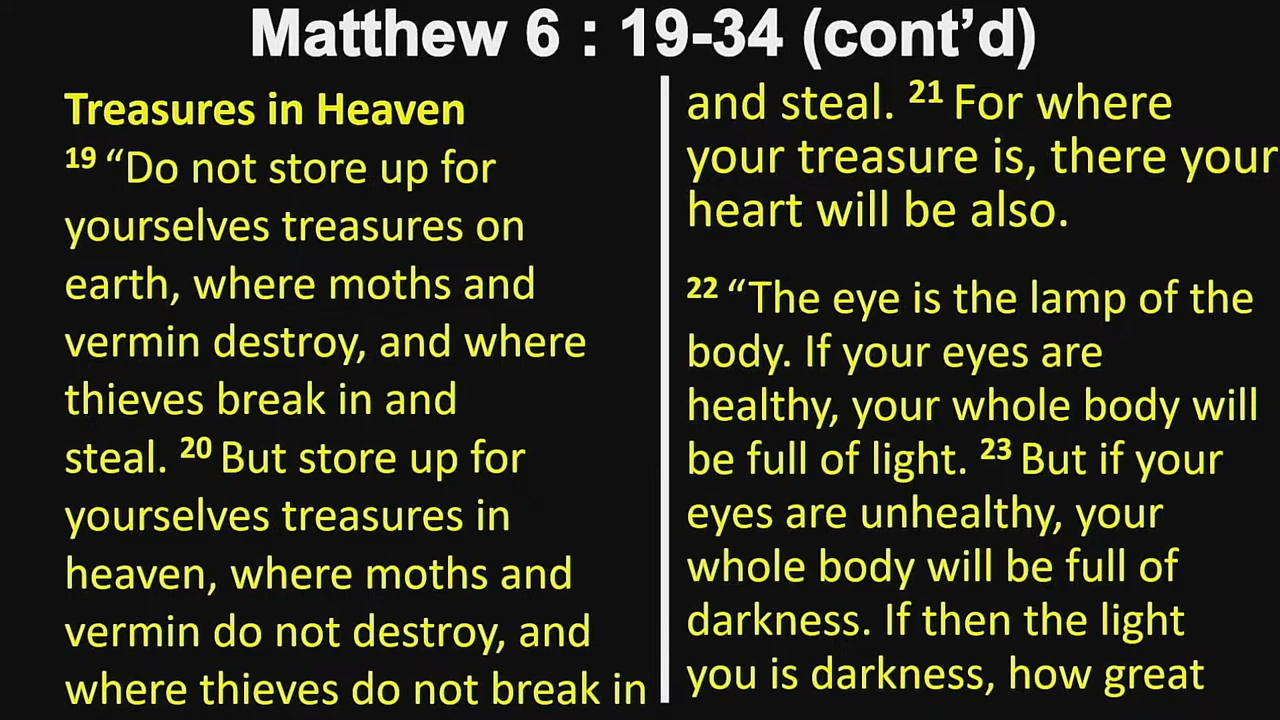 Matthew 6 : 19-34 (cont’d)
Treasures in Heaven
19 “Do not store up for
yourselves treasures on
earth, where moths and
vermin destroy, and where
thieves break in and
steal. 20 But store up for
yourselves treasures in
heaven, where moths and
vermin do not destroy, and
where thieves do not break in
and steal. 21 For where
your treasure is, there your
heart will be also.
22 “The eye is the lamp of the
body. If your eyes are
healthy, your whole body will
be full of light. 23 But if your
eyes are unhealthy, your
whole body will be full of
darkness. If then the light
you is darkness, how great